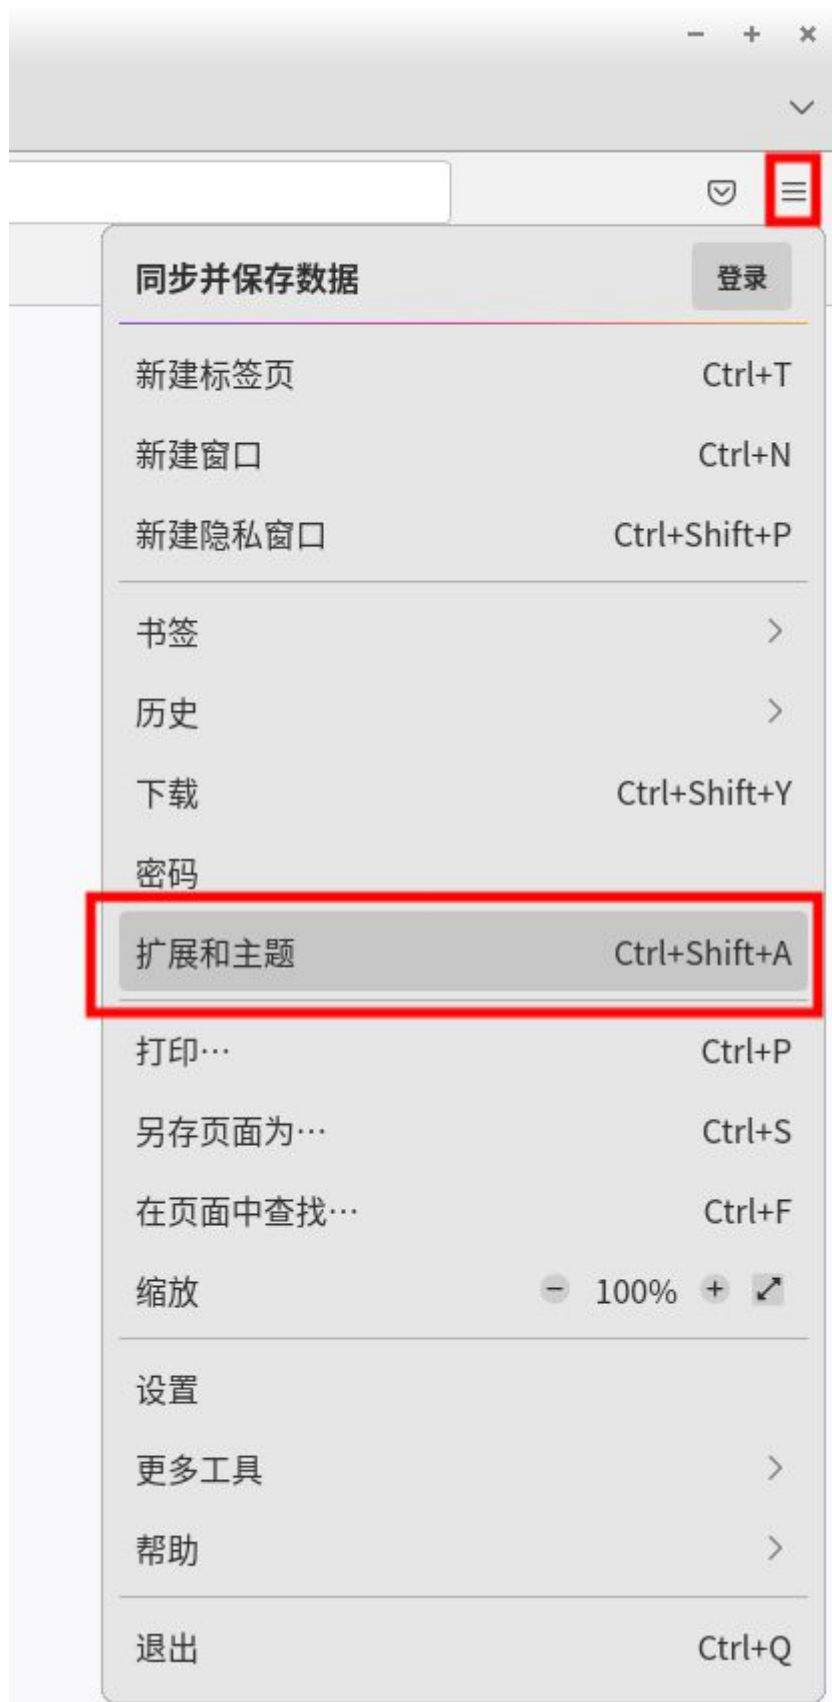 同步并保存数据 登录
新建标签页 Ctrl+T
新建窗口 Ctrl+N
新建隐私窗口 Ctrl+Shift+P
书签
历史
下载 Ctrl+Shift+Y
密码
扩展和主题 Ctrl+Shift+A
打印… Ctrl+P
另存页面为… Ctrl+S
在页面中查找… Ctrl+F
缩放 − 100% +
设置
更多工具
帮助
退出 Ctrl+Q